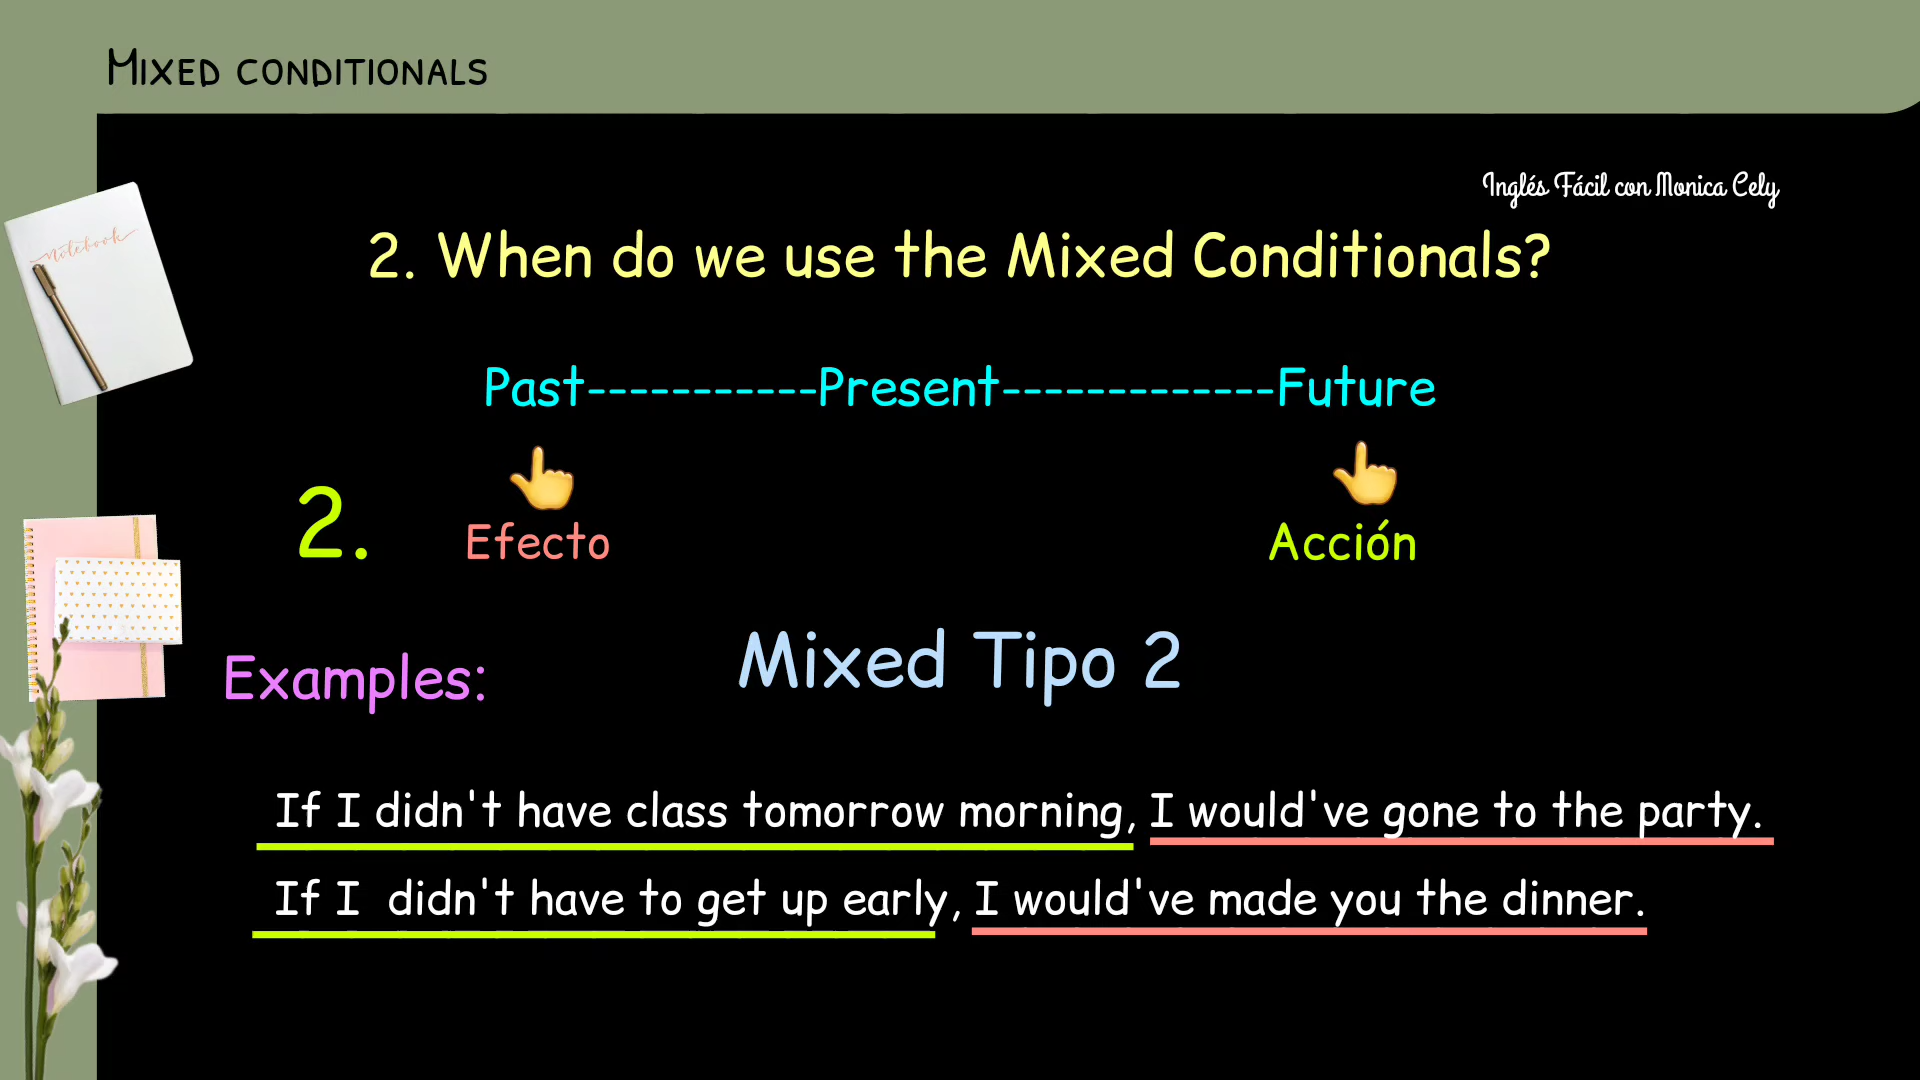 Mixed conditionals
Inglés Fácil con Monica Cely
notebook
2. When do we use the Mixed Conditionals?
Past-----------Present-------------Future
2. Efecto Acción
Mixed Tipo 2
Examples:
If I didn't have class tomorrow morning, I would've gone to the party.
If I  didn't have to get up early, I would've made you the dinner.